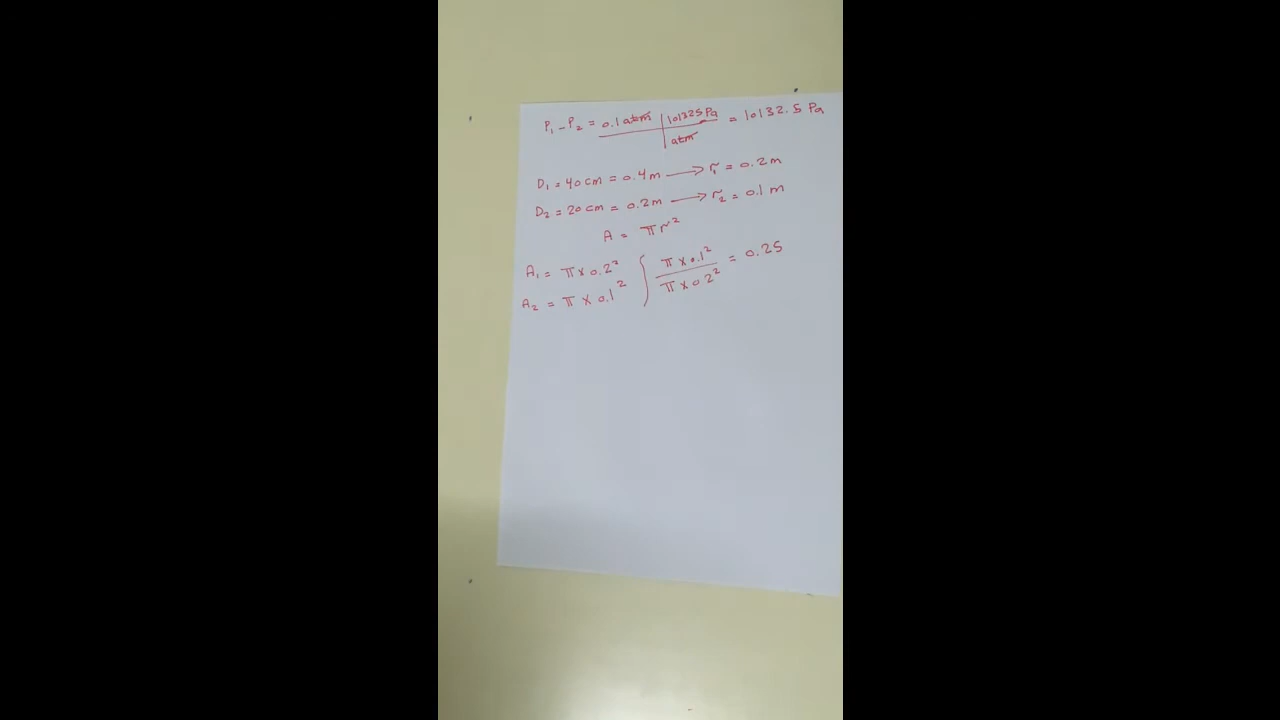 P₁ - P₂ = 0.1 atm | 101325 Pa / atm = 10132.5 Pa
D₁ = 40 cm = 0.4 m → r₁ = 0.2 m
D₂ = 20 cm = 0.2 m → r₂ = 0.1 m
A = πr²
A₁ = π × 0.2²
A₂ = π × 0.1²
π × 0.1² / π × 0.2² = 0.25